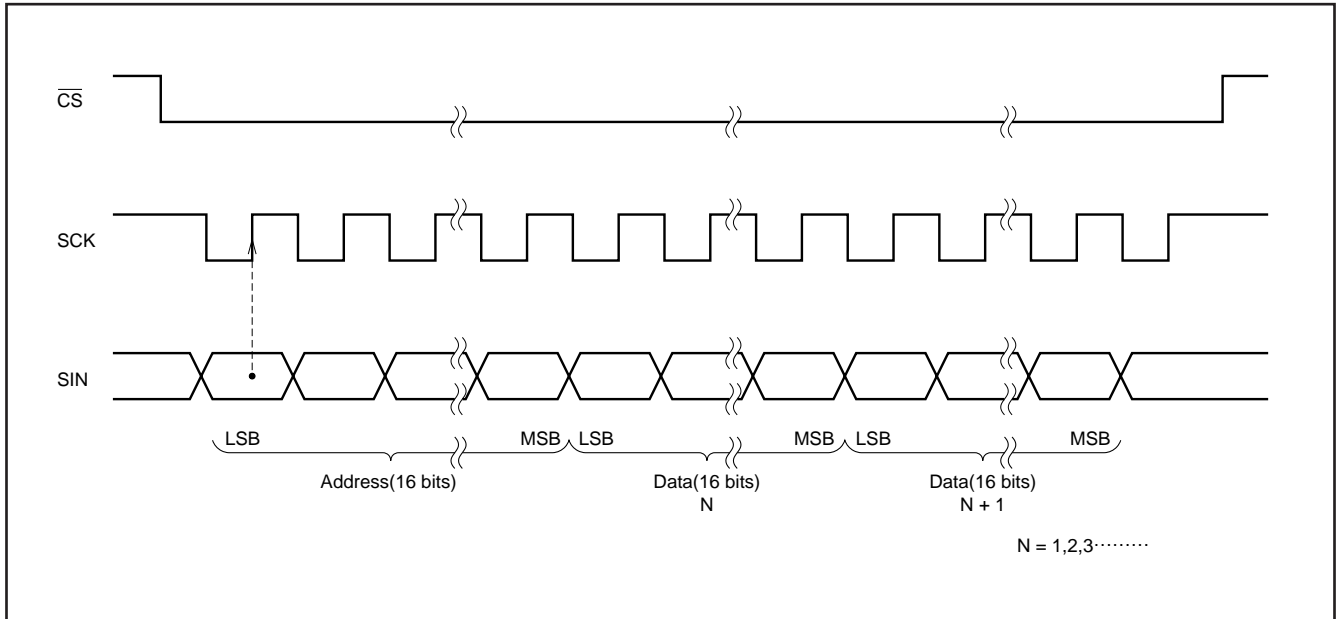 CS
SCK
SIN
LSB MSB LSB MSB LSB MSB
Address(16 bits) Data(16 bits) Data(16 bits)
N N + 1
N = 1,2,3·········